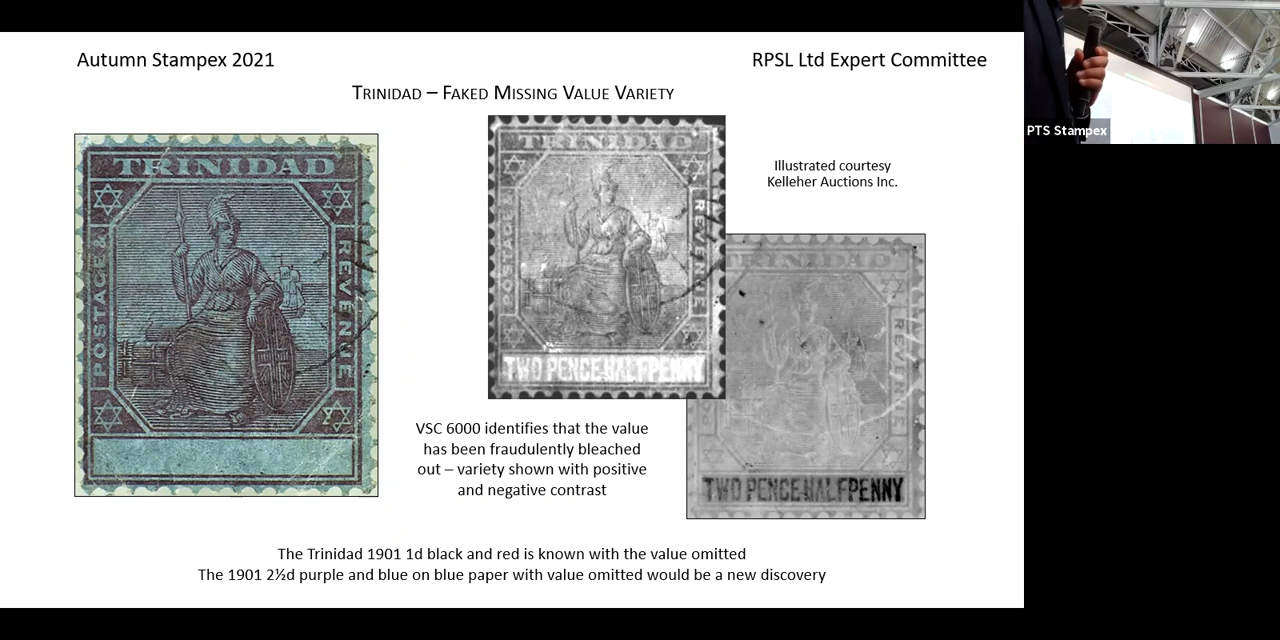 Autumn Stampex 2021
RPSL Ltd Expert Committee
TRINIDAD – FAKED MISSING VALUE VARIETY
TRINIDAD
POSTAGE &
REVENUE
TRINIDAD
POSTAGE &
REVENUE
TWO PENCE HALFPENNY
Illustrated courtesy
Kelleher Auctions Inc.
TRINIDAD
REVENUE
TWO PENCE HALFPENNY
VSC 6000 identifies that the value
has been fraudulently bleached
out – variety shown with positive
and negative contrast
The Trinidad 1901 1d black and red is known with the value omitted
The 1901 2½d purple and blue on blue paper with value omitted would be a new discovery
PTS Stampex